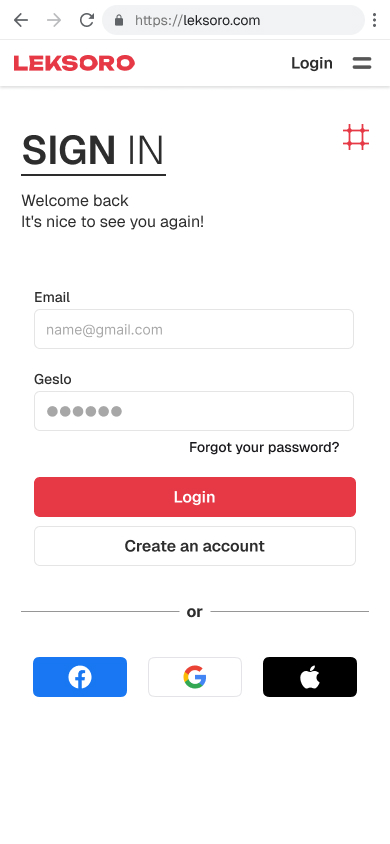 https://leksoro.com
LEKSORO
Login
SIGN IN
Welcome back
It's nice to see you again!
Email
name@gmail.com
Geslo
Forgot your password?
Login
Create an account
or